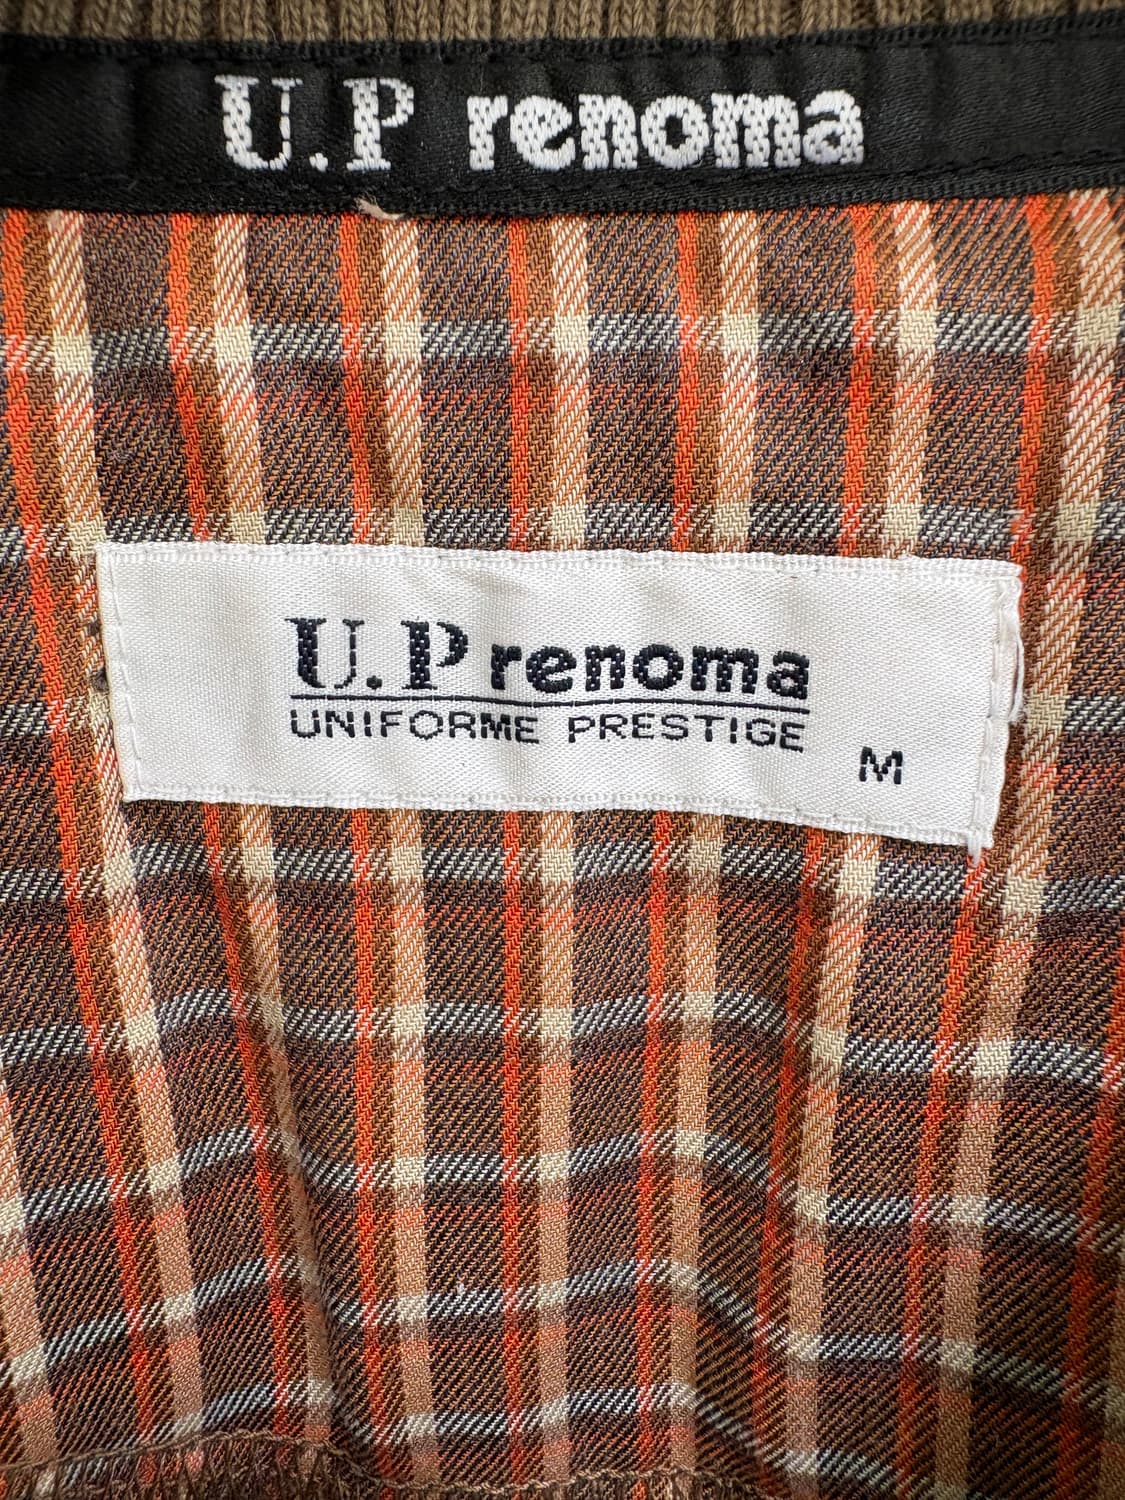 U.P renoma
U.P renoma
UNIFORME PRESTIGE
M